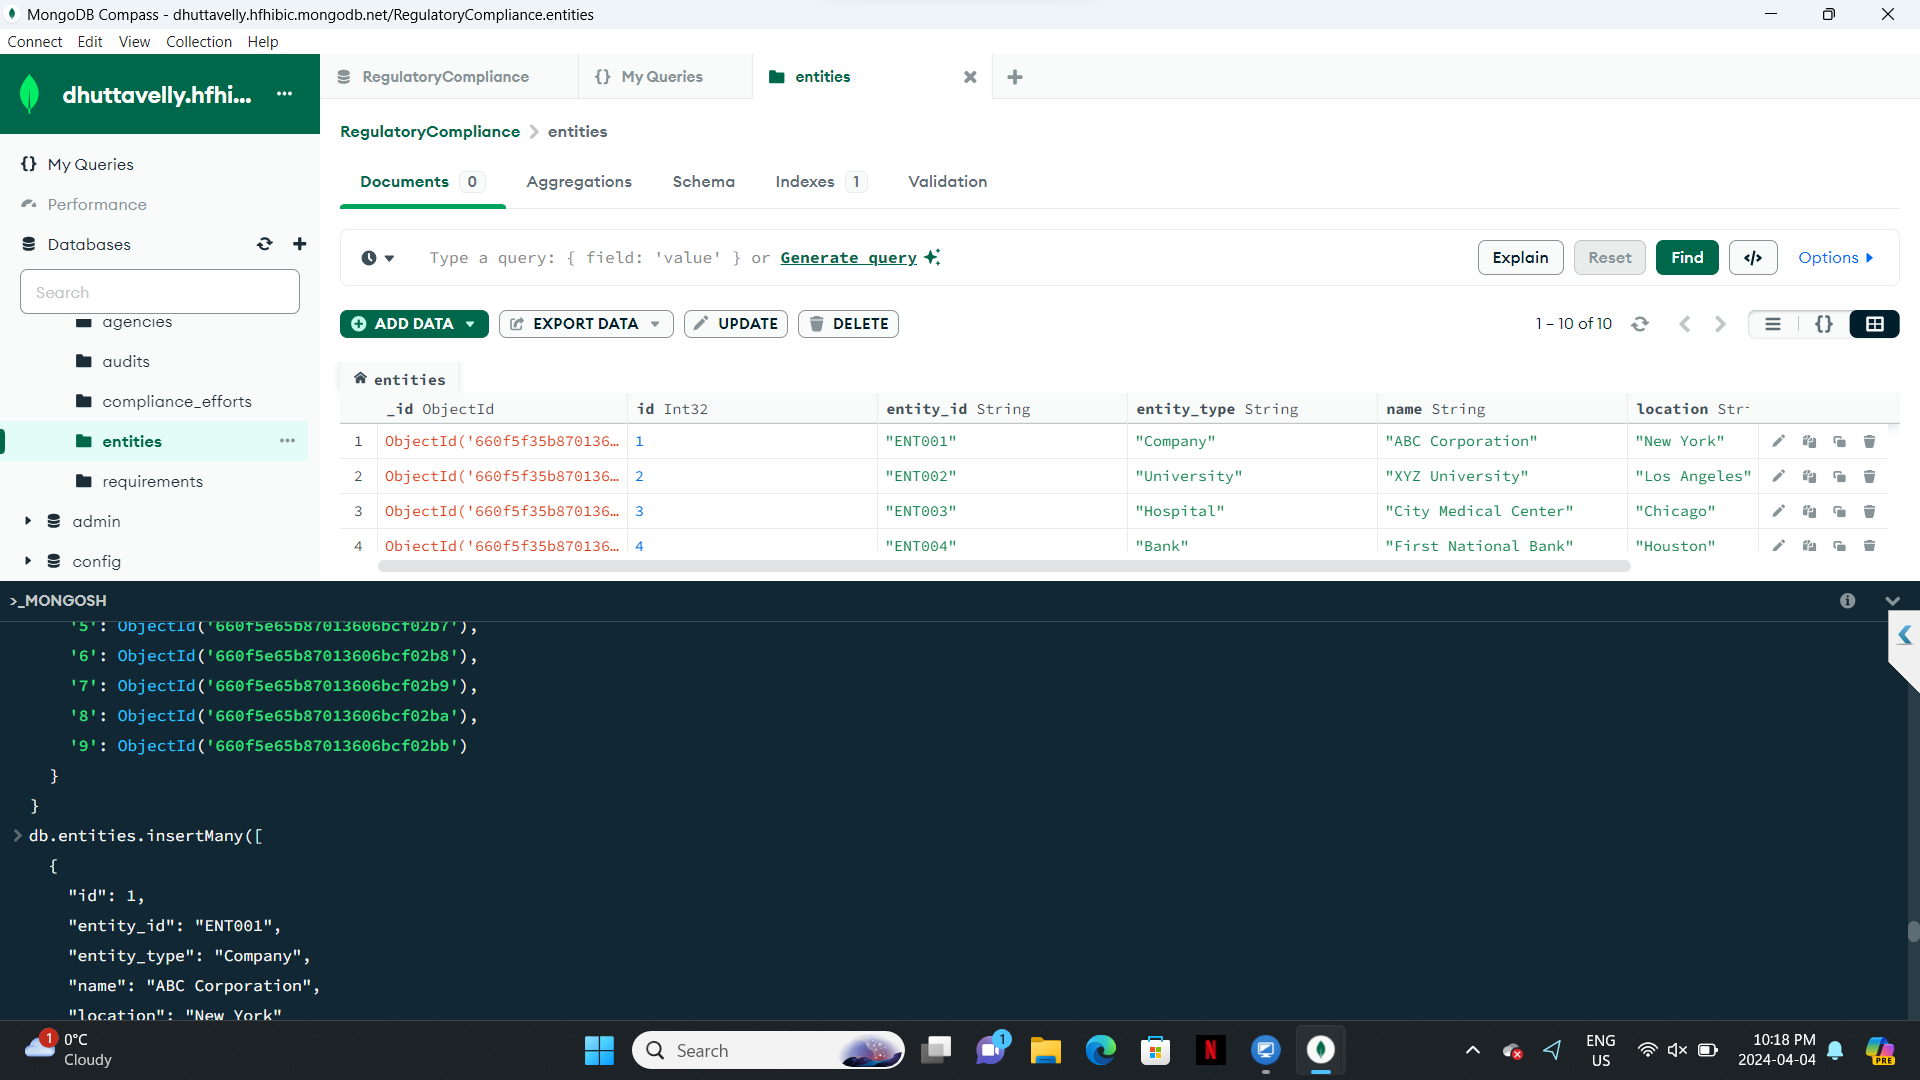 MongoDB Compass - dhuttavelly.hfhibic.mongodb.net/RegulatoryCompliance.entities
Connect Edit View Collection Help
dhuttavelly.hfhi...
RegulatoryCompliance
My Queries
entities
RegulatoryCompliance > entities
Documents 0
Aggregations
Schema
Indexes 1
Validation
My Queries
Performance
Databases
Search
agencies
audits
compliance_efforts
entities
requirements
admin
config
Type a query: { field: 'value' } or Generate query
Explain
Reset
Find
</>
Options
ADD DATA
EXPORT DATA
UPDATE
DELETE
1 – 10 of 10
{}
entities
_id ObjectId id Int32 entity_id String entity_type String name String location Str
1 ObjectId('660f5f35b870136… 1 "ENT001" "Company" "ABC Corporation" "New York"
2 ObjectId('660f5f35b870136… 2 "ENT002" "University" "XYZ University" "Los Angeles"
3 ObjectId('660f5f35b870136… 3 "ENT003" "Hospital" "City Medical Center" "Chicago"
4 ObjectId('660f5f35b870136… 4 "ENT004" "Bank" "First National Bank" "Houston"
>_MONGOSH
'5': ObjectId('660f5e65b87013606bcf02b7'),
'6': ObjectId('660f5e65b87013606bcf02b8'),
'7': ObjectId('660f5e65b87013606bcf02b9'),
'8': ObjectId('660f5e65b87013606bcf02ba'),
'9': ObjectId('660f5e65b87013606bcf02bb')
}
}
> db.entities.insertMany([
{
"id": 1,
"entity_id": "ENT001",
"entity_type": "Company",
"name": "ABC Corporation",
"location": "New York"
1
0°C
Cloudy
Search
1
N
ENG
US
10:18 PM
2024-04-04
PRE